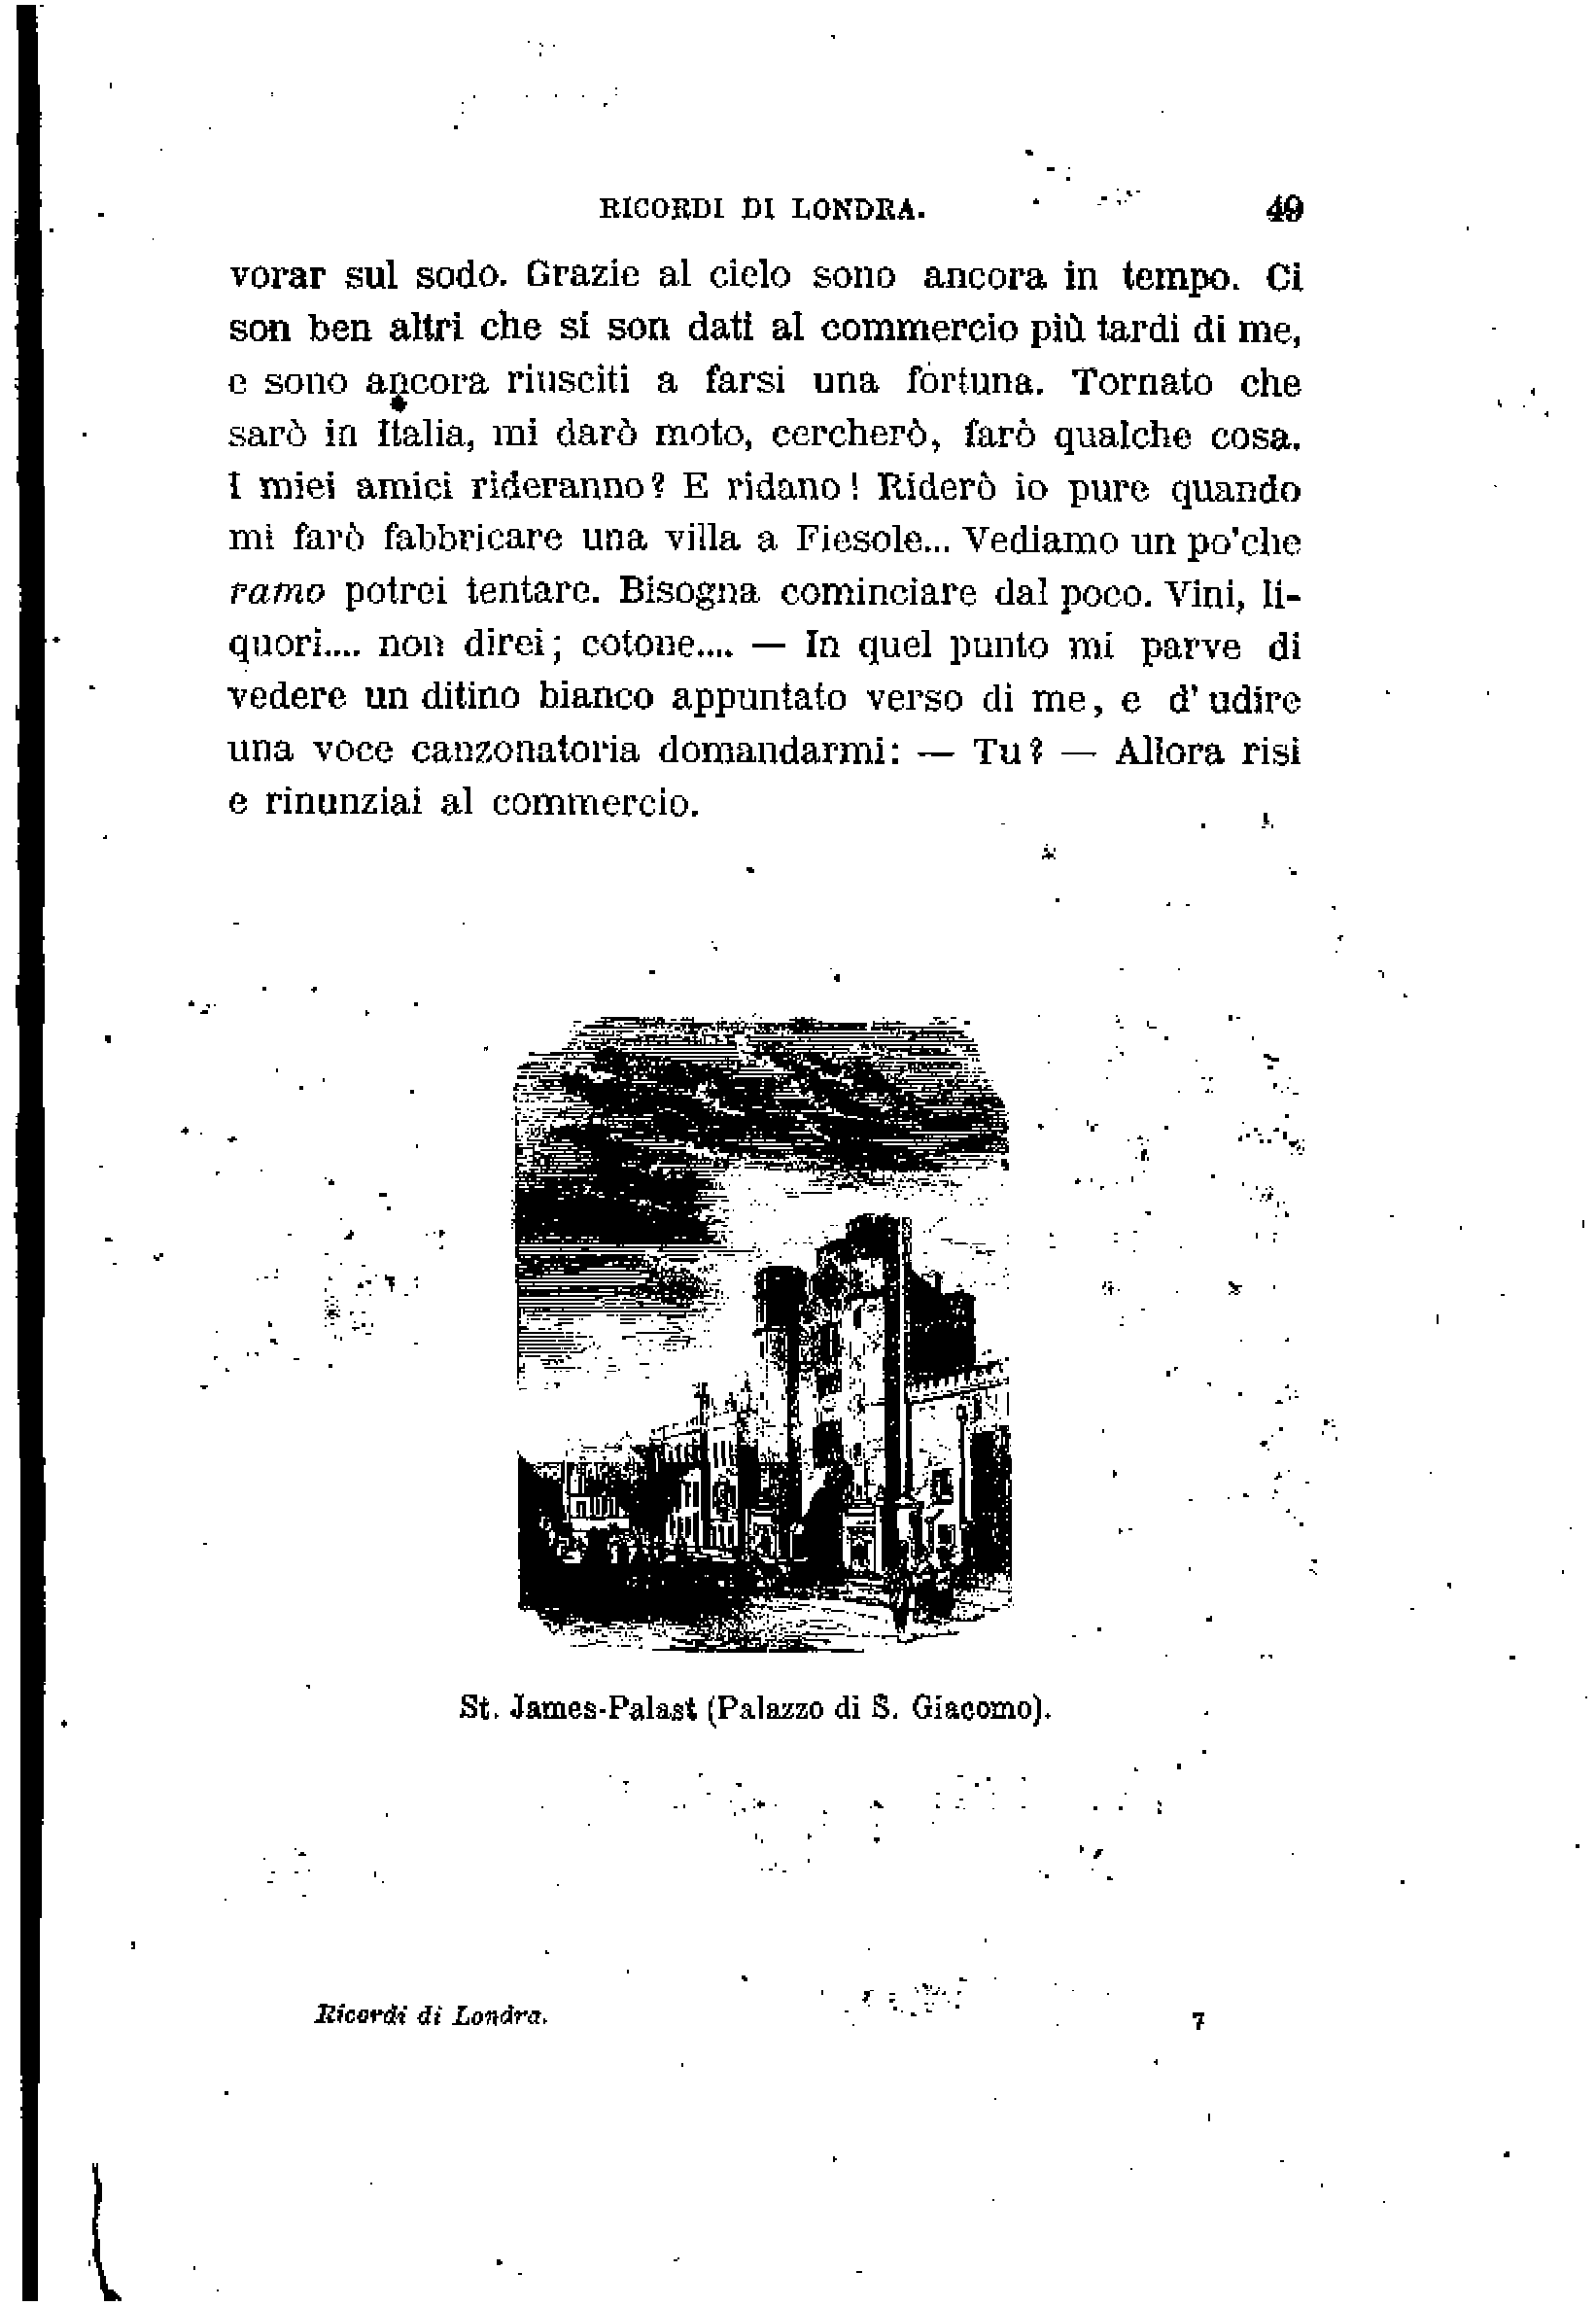 RICORDI DI LONDRA. 49
vorar sul sodo. Grazie al cielo sono ancora in tempo. Ci
son ben altri che si son dati al commercio più tardi di me,
e sono ancora riusciti a farsi una fortuna. Tornato che
sarò in Italia, mi darò moto, cercherò, farò qualche cosa.
I miei amici rideranno? E ridano! Riderò io pure quando
mi farò fabbricare una villa a Fiesole... Vediamo un po'che
ramo potrei tentare. Bisogna cominciare dal poco. Vini, li-
quori.... non direi; cotone.... — In quel punto mi parve di
vedere un ditino bianco appuntato verso di me, e d' udire
una voce canzonatoria domandarmi: — Tu? — Allora risi
e rinunziai al commercio.
St. James-Palast (Palazzo di S. Giacomo).
Ricordi di Londra. 7